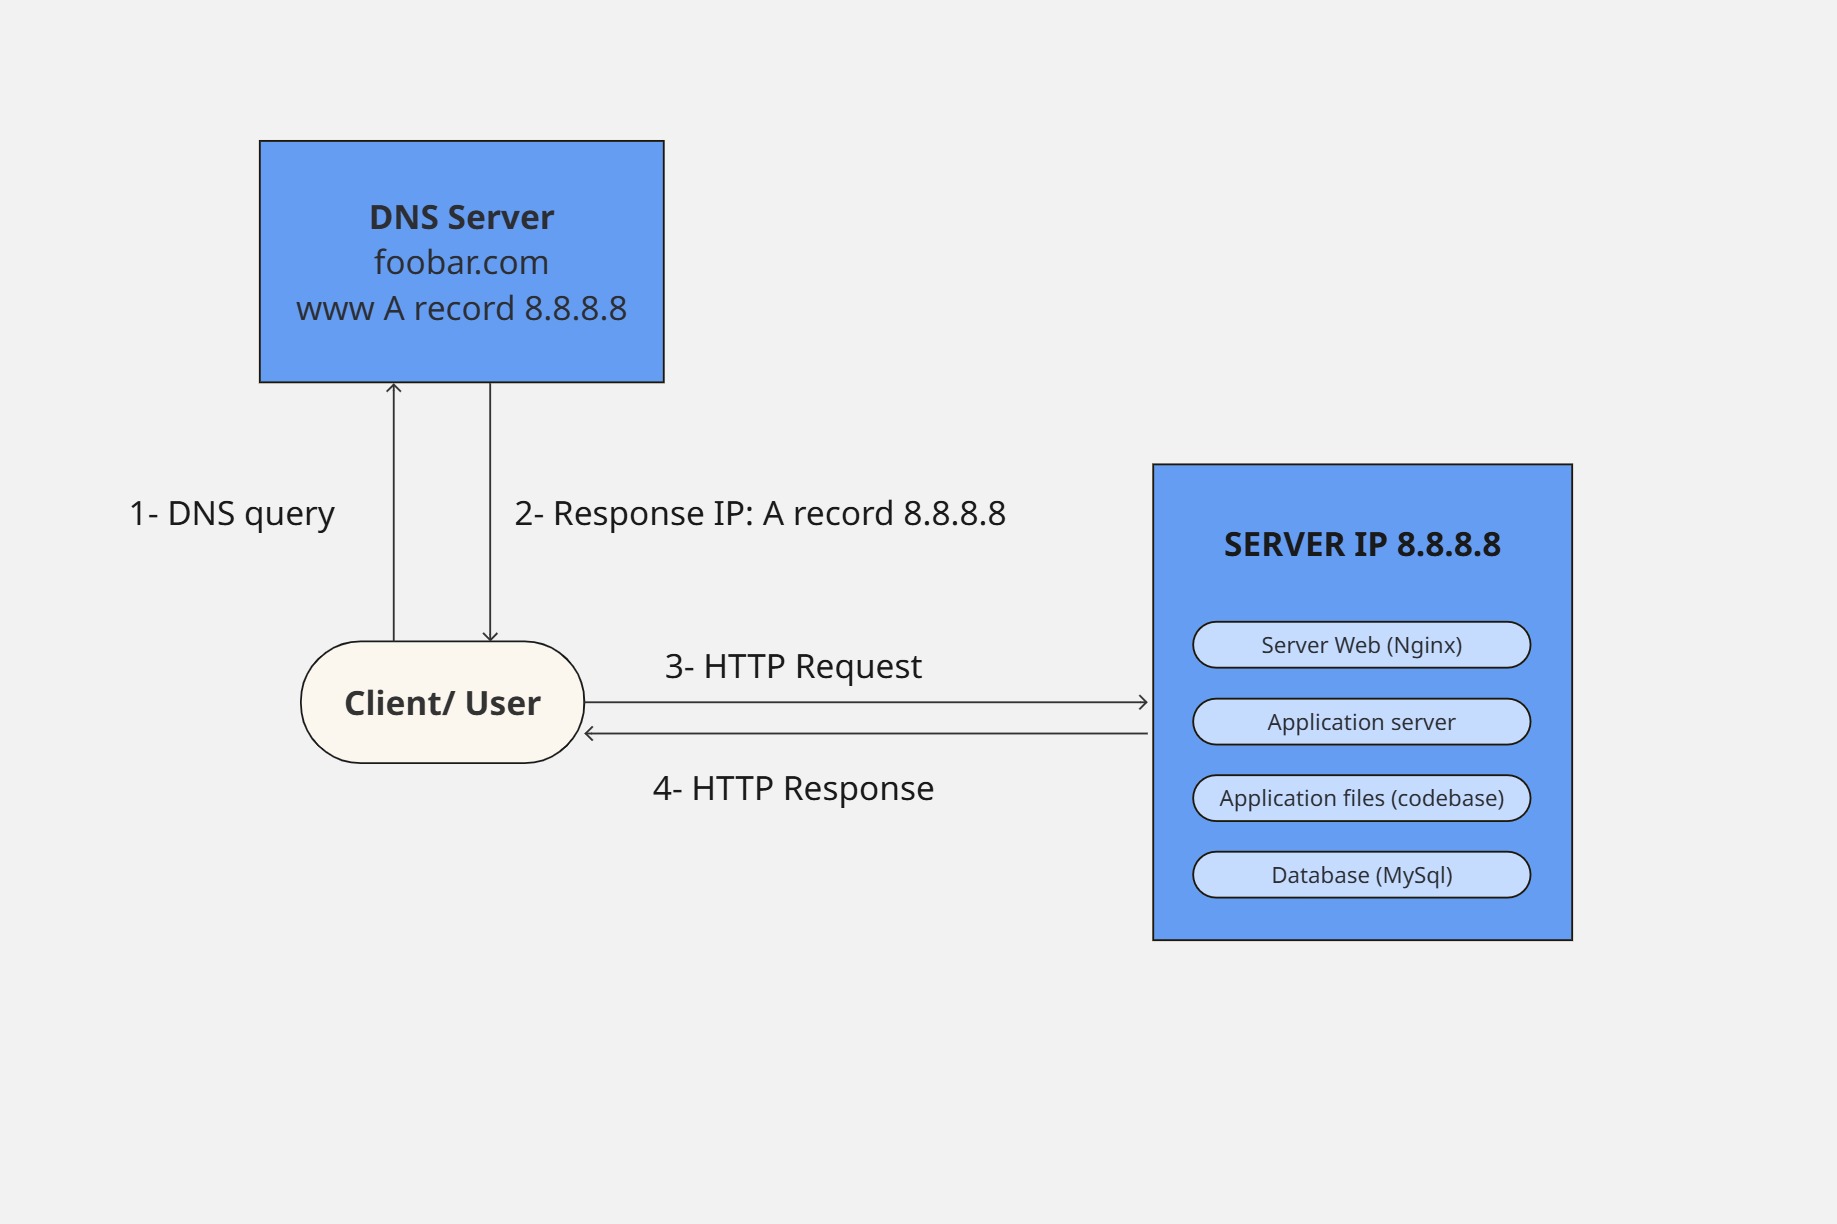 DNS Server
foobar.com
www A record 8.8.8.8
1- DNS query
2- Response IP: A record 8.8.8.8
SERVER IP 8.8.8.8
Server Web (Nginx)
Application server
Application files (codebase)
Database (MySql)
Client/ User
3- HTTP Request
4- HTTP Response